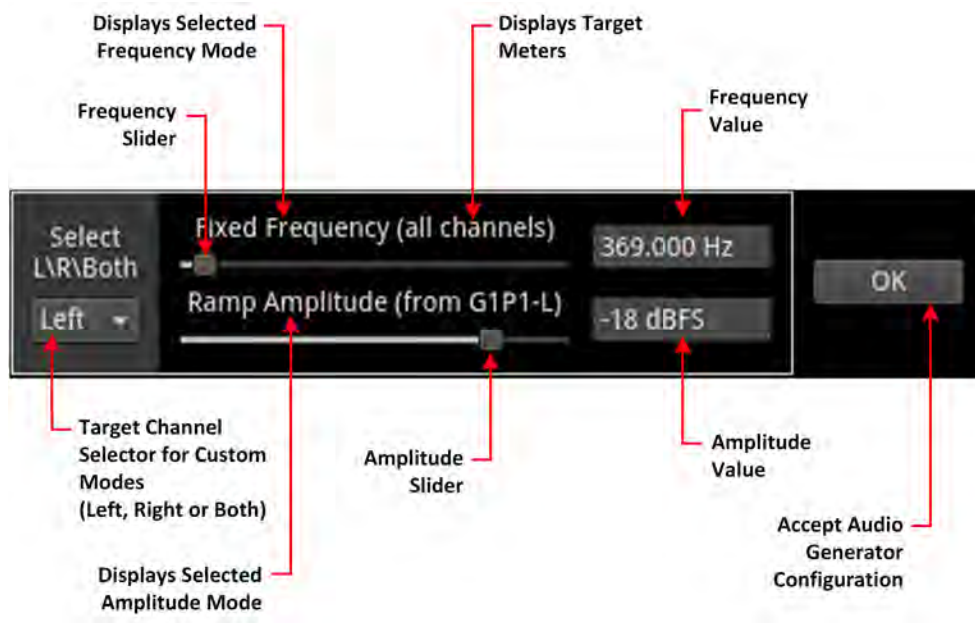 Displays Selected
Frequency Mode
Displays Target
Meters
Frequency
Slider
Frequency
Value
Select
L\R\Both
Left
Fixed Frequency (all channels)
369.000 Hz
Ramp Amplitude (from G1P1-L)
-18 dBFS
OK
Target Channel
Selector for Custom
Modes
(Left, Right or Both)
Amplitude
Slider
Amplitude
Value
Accept Audio
Generator
Configuration
Displays Selected
Amplitude Mode